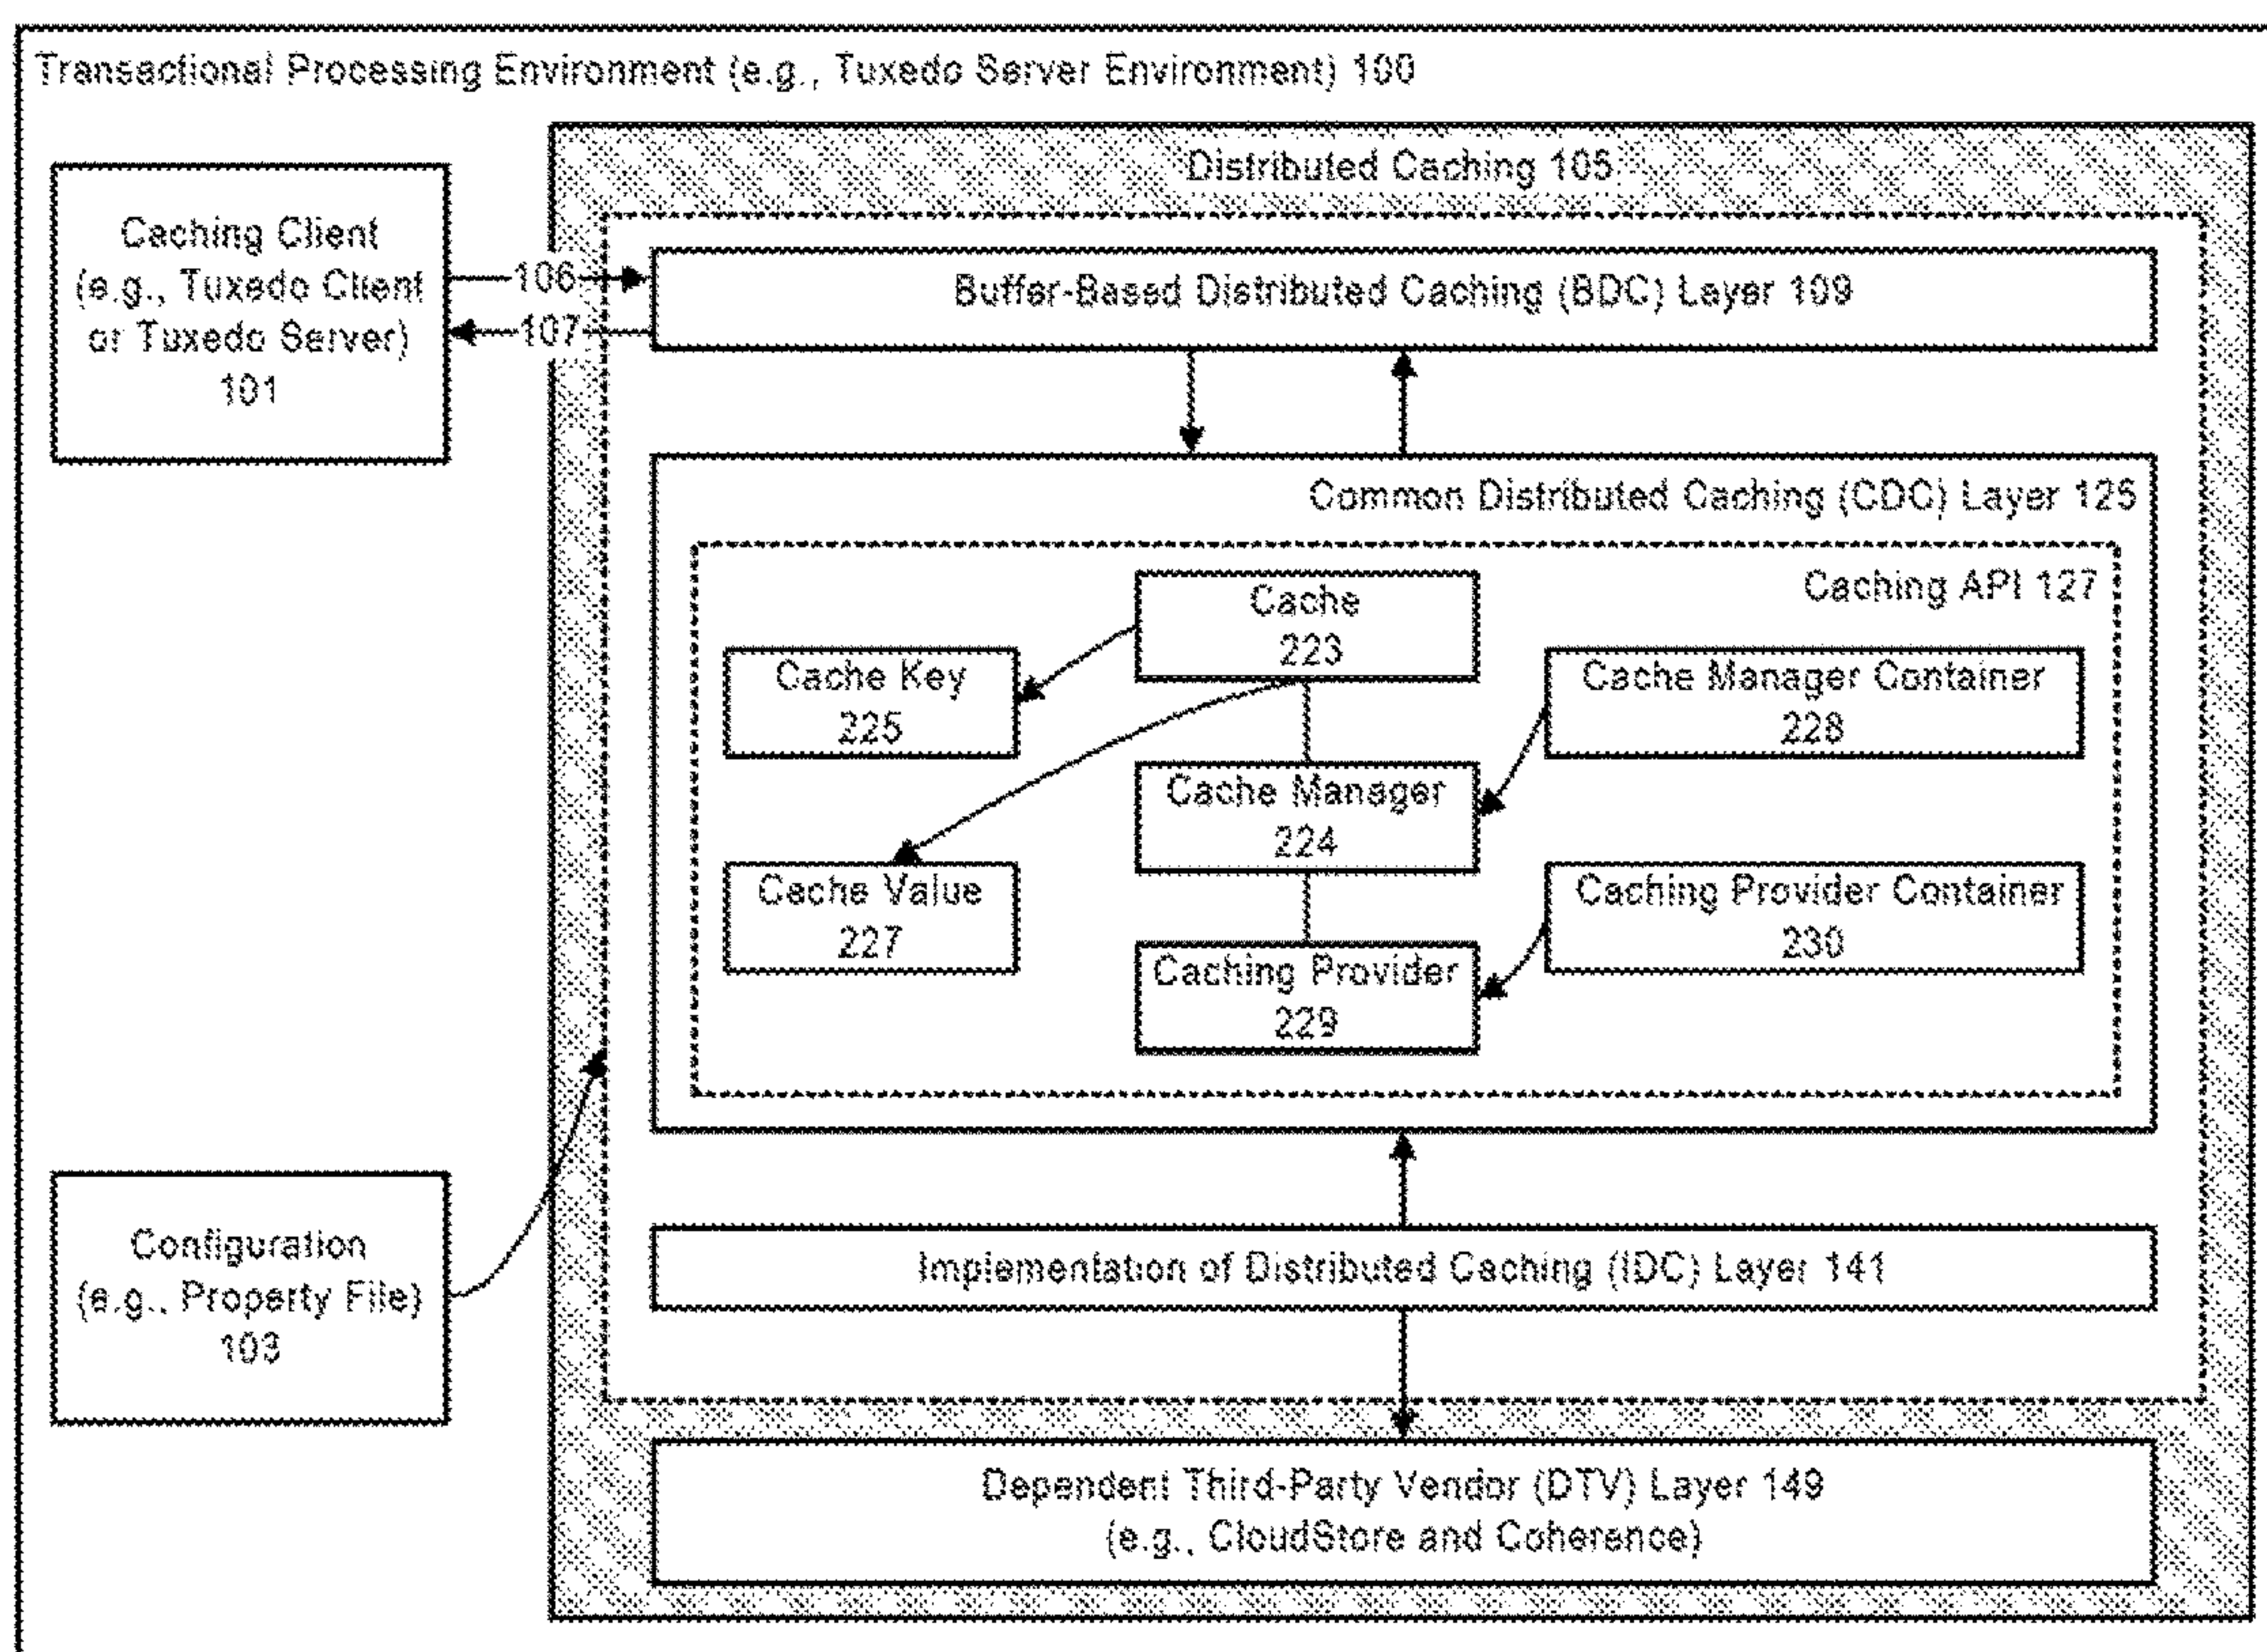 Transactional Processing Environment (e.g., Tuxedo Server Environment) 100
Distributed Caching 105
Caching Client
(e.g., Tuxedo Client
or Tuxedo Server)
101
106
107
Buffer-Based Distributed Caching (BDC) Layer 109
Common Distributed Caching (CDC) Layer 125
Caching API 127
Cache
223
Cache Key
225
Cache Manager Container
228
Cache Manager
224
Cache Value
227
Caching Provider Container
230
Caching Provider
229
Configuration
(e.g., Property File)
103
Implementation of Distributed Caching (IDC) Layer 141
Dependent Third-Party Vendor (DTV) Layer 149
(e.g., CloudStore and Coherence)